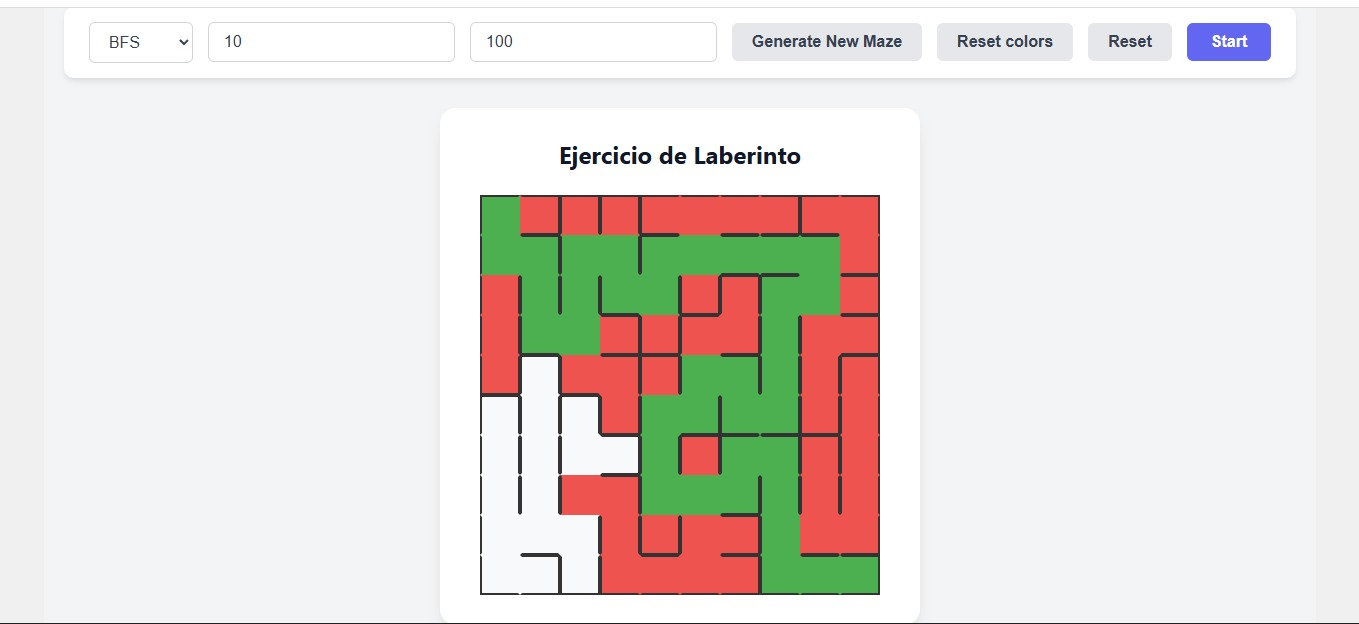 BFS 10 100 Generate New Maze Reset colors Reset Start
Ejercicio de Laberinto